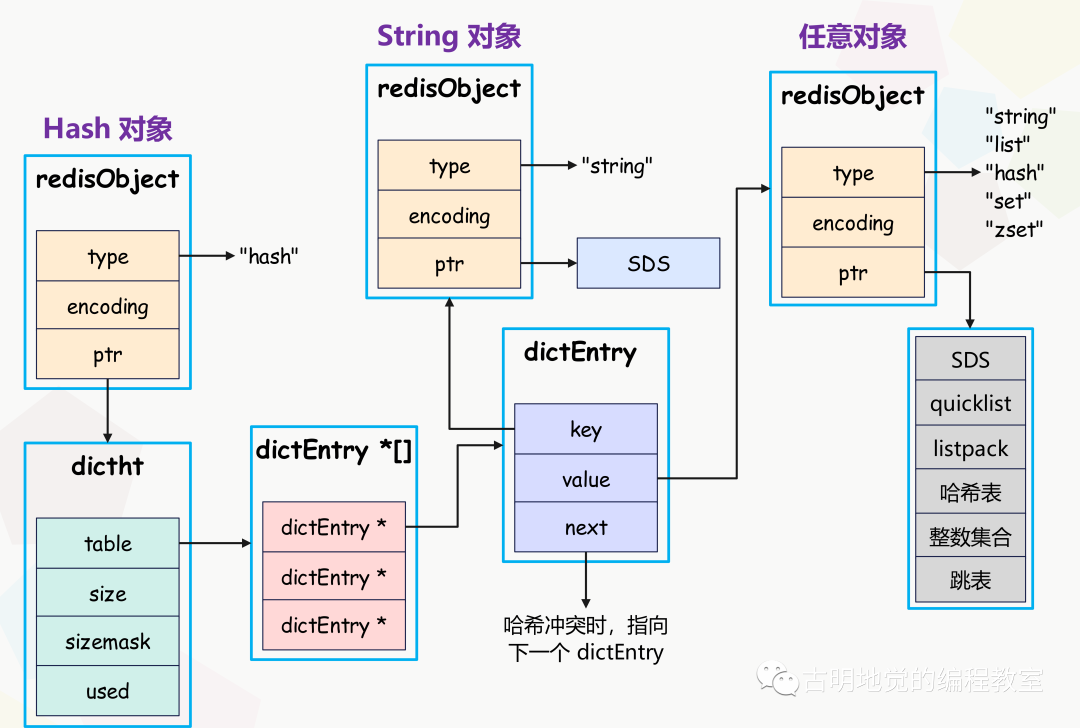 Hash 对象
redisObject
type
"hash"
encoding
ptr
dictht
table
size
sizemask
used
dictEntry *[]
dictEntry *
dictEntry *
dictEntry *
String 对象
redisObject
type
"string"
encoding
ptr
SDS
dictEntry
key
value
next
哈希冲突时，指向
下一个 dictEntry
任意对象
redisObject
type
encoding
ptr
"string"
"list"
"hash"
"set"
"zset"
SDS
quicklist
listpack
哈希表
整数集合
跳表
古明地觉的编程教室